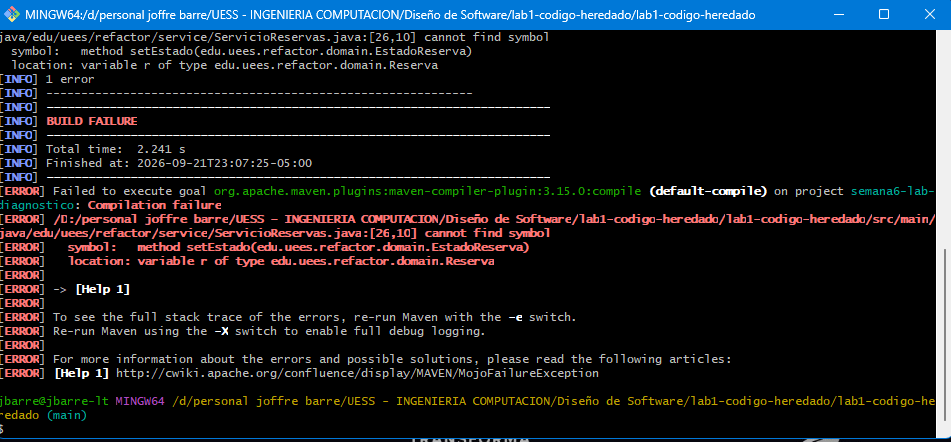 MINGW64:/d/personal joffre barre/UESS - INGENIERIA COMPUTACION/Diseño de Software/lab1-codigo-heredado/lab1-codigo-heredado
java/edu/uees/refactor/service/ServicioReservas.java:[26,10] cannot find symbol
symbol:   method setEstado(edu.uees.refactor.domain.EstadoReserva)
location: variable r of type edu.uees.refactor.domain.Reserva
[INFO] 1 error
[INFO] -------------------------------------------------------------
[INFO] ------------------------------------------------------------------------
[INFO] BUILD FAILURE
[INFO] ------------------------------------------------------------------------
[INFO] Total time:  2.241 s
[INFO] Finished at: 2026-09-21T23:07:25-05:00
[INFO] ------------------------------------------------------------------------
[ERROR] Failed to execute goal org.apache.maven.plugins:maven-compiler-plugin:3.15.0:compile (default-compile) on project semana6-lab-
diagnostico: Compilation failure
[ERROR] /D:/personal joffre barre/UESS - INGENIERIA COMPUTACION/Diseño de Software/lab1-codigo-heredado/lab1-codigo-heredado/src/main/
java/edu/uees/refactor/service/ServicioReservas.java:[26,10] cannot find symbol
[ERROR]   symbol:   method setEstado(edu.uees.refactor.domain.EstadoReserva)
[ERROR]   location: variable r of type edu.uees.refactor.domain.Reserva
[ERROR]
[ERROR] -> [Help 1]
[ERROR]
[ERROR] To see the full stack trace of the errors, re-run Maven with the -e switch.
[ERROR] Re-run Maven using the -X switch to enable full debug logging.
[ERROR]
[ERROR] For more information about the errors and possible solutions, please read the following articles:
[ERROR] [Help 1] http://cwiki.apache.org/confluence/display/MAVEN/MojoFailureException
jbarre@jbarre-lt MINGW64 /d/personal joffre barre/UESS - INGENIERIA COMPUTACION/Diseño de Software/lab1-codigo-heredado/lab1-codigo-he
redado (main)
$
TRANSFORMA